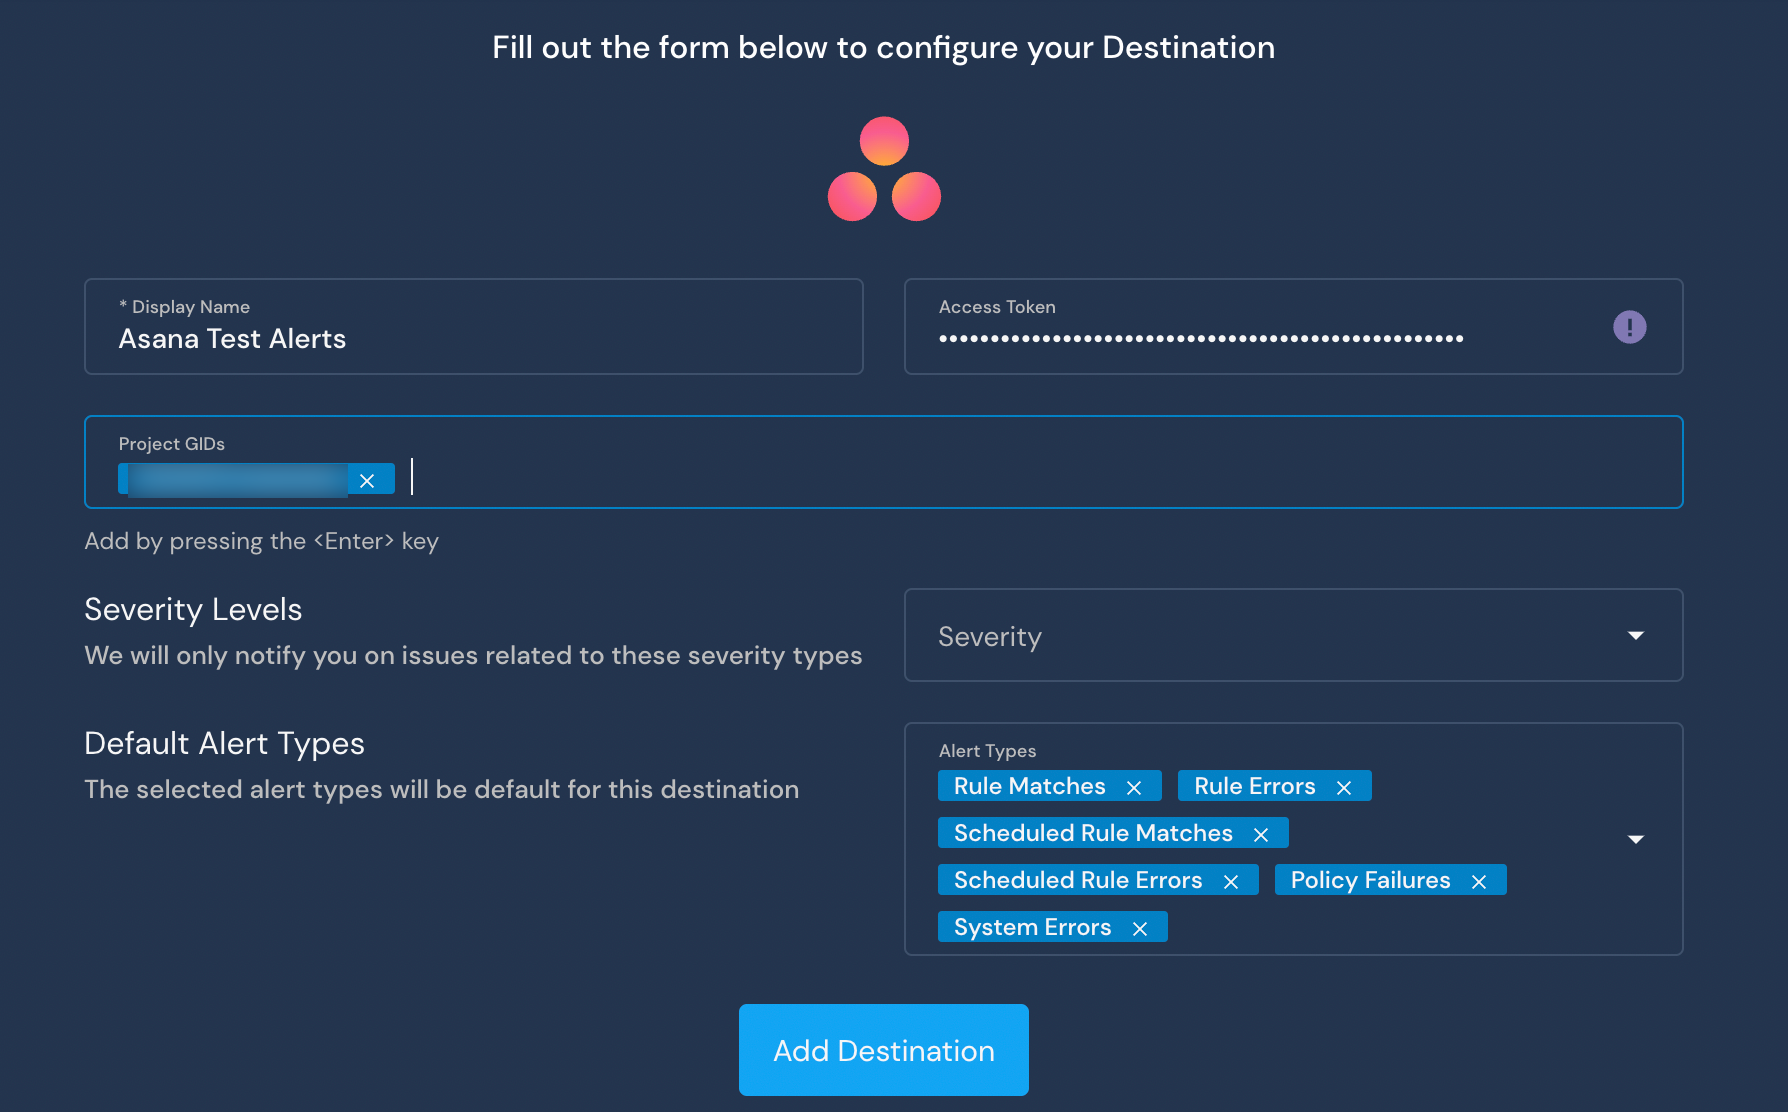 Fill out the form below to configure your Destination
* Display Name
Asana Test Alerts
Access Token
••••••••••••••••••••••••••••••••••••••••••••••••••••
Project GIDs
Add by pressing the <Enter> key
Severity Levels
We will only notify you on issues related to these severity types
Severity
Default Alert Types
The selected alert types will be default for this destination
Alert Types
Rule Matches × Rule Errors ×
Scheduled Rule Matches ×
Scheduled Rule Errors × Policy Failures ×
System Errors ×
Add Destination